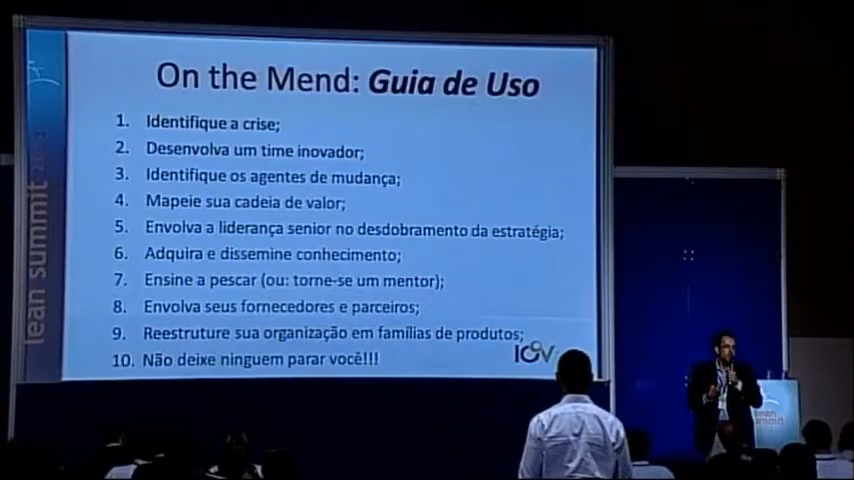 On the Mend: Guia de Uso
1. Identifique a crise;
2. Desenvolva um time inovador;
3. Identifique os agentes de mudança;
4. Mapeie sua cadeia de valor;
5. Envolva a liderança senior no desdobramento da estratégia;
6. Adquira e dissemine conhecimento;
7. Ensine a pescar (ou: torne-se um mentor);
8. Envolva seus fornecedores e parceiros;
9. Reestruture sua organização em famílias de produtos;
10. Não deixe ninguem parar você!!!
IOV
lean summit
lean
summit